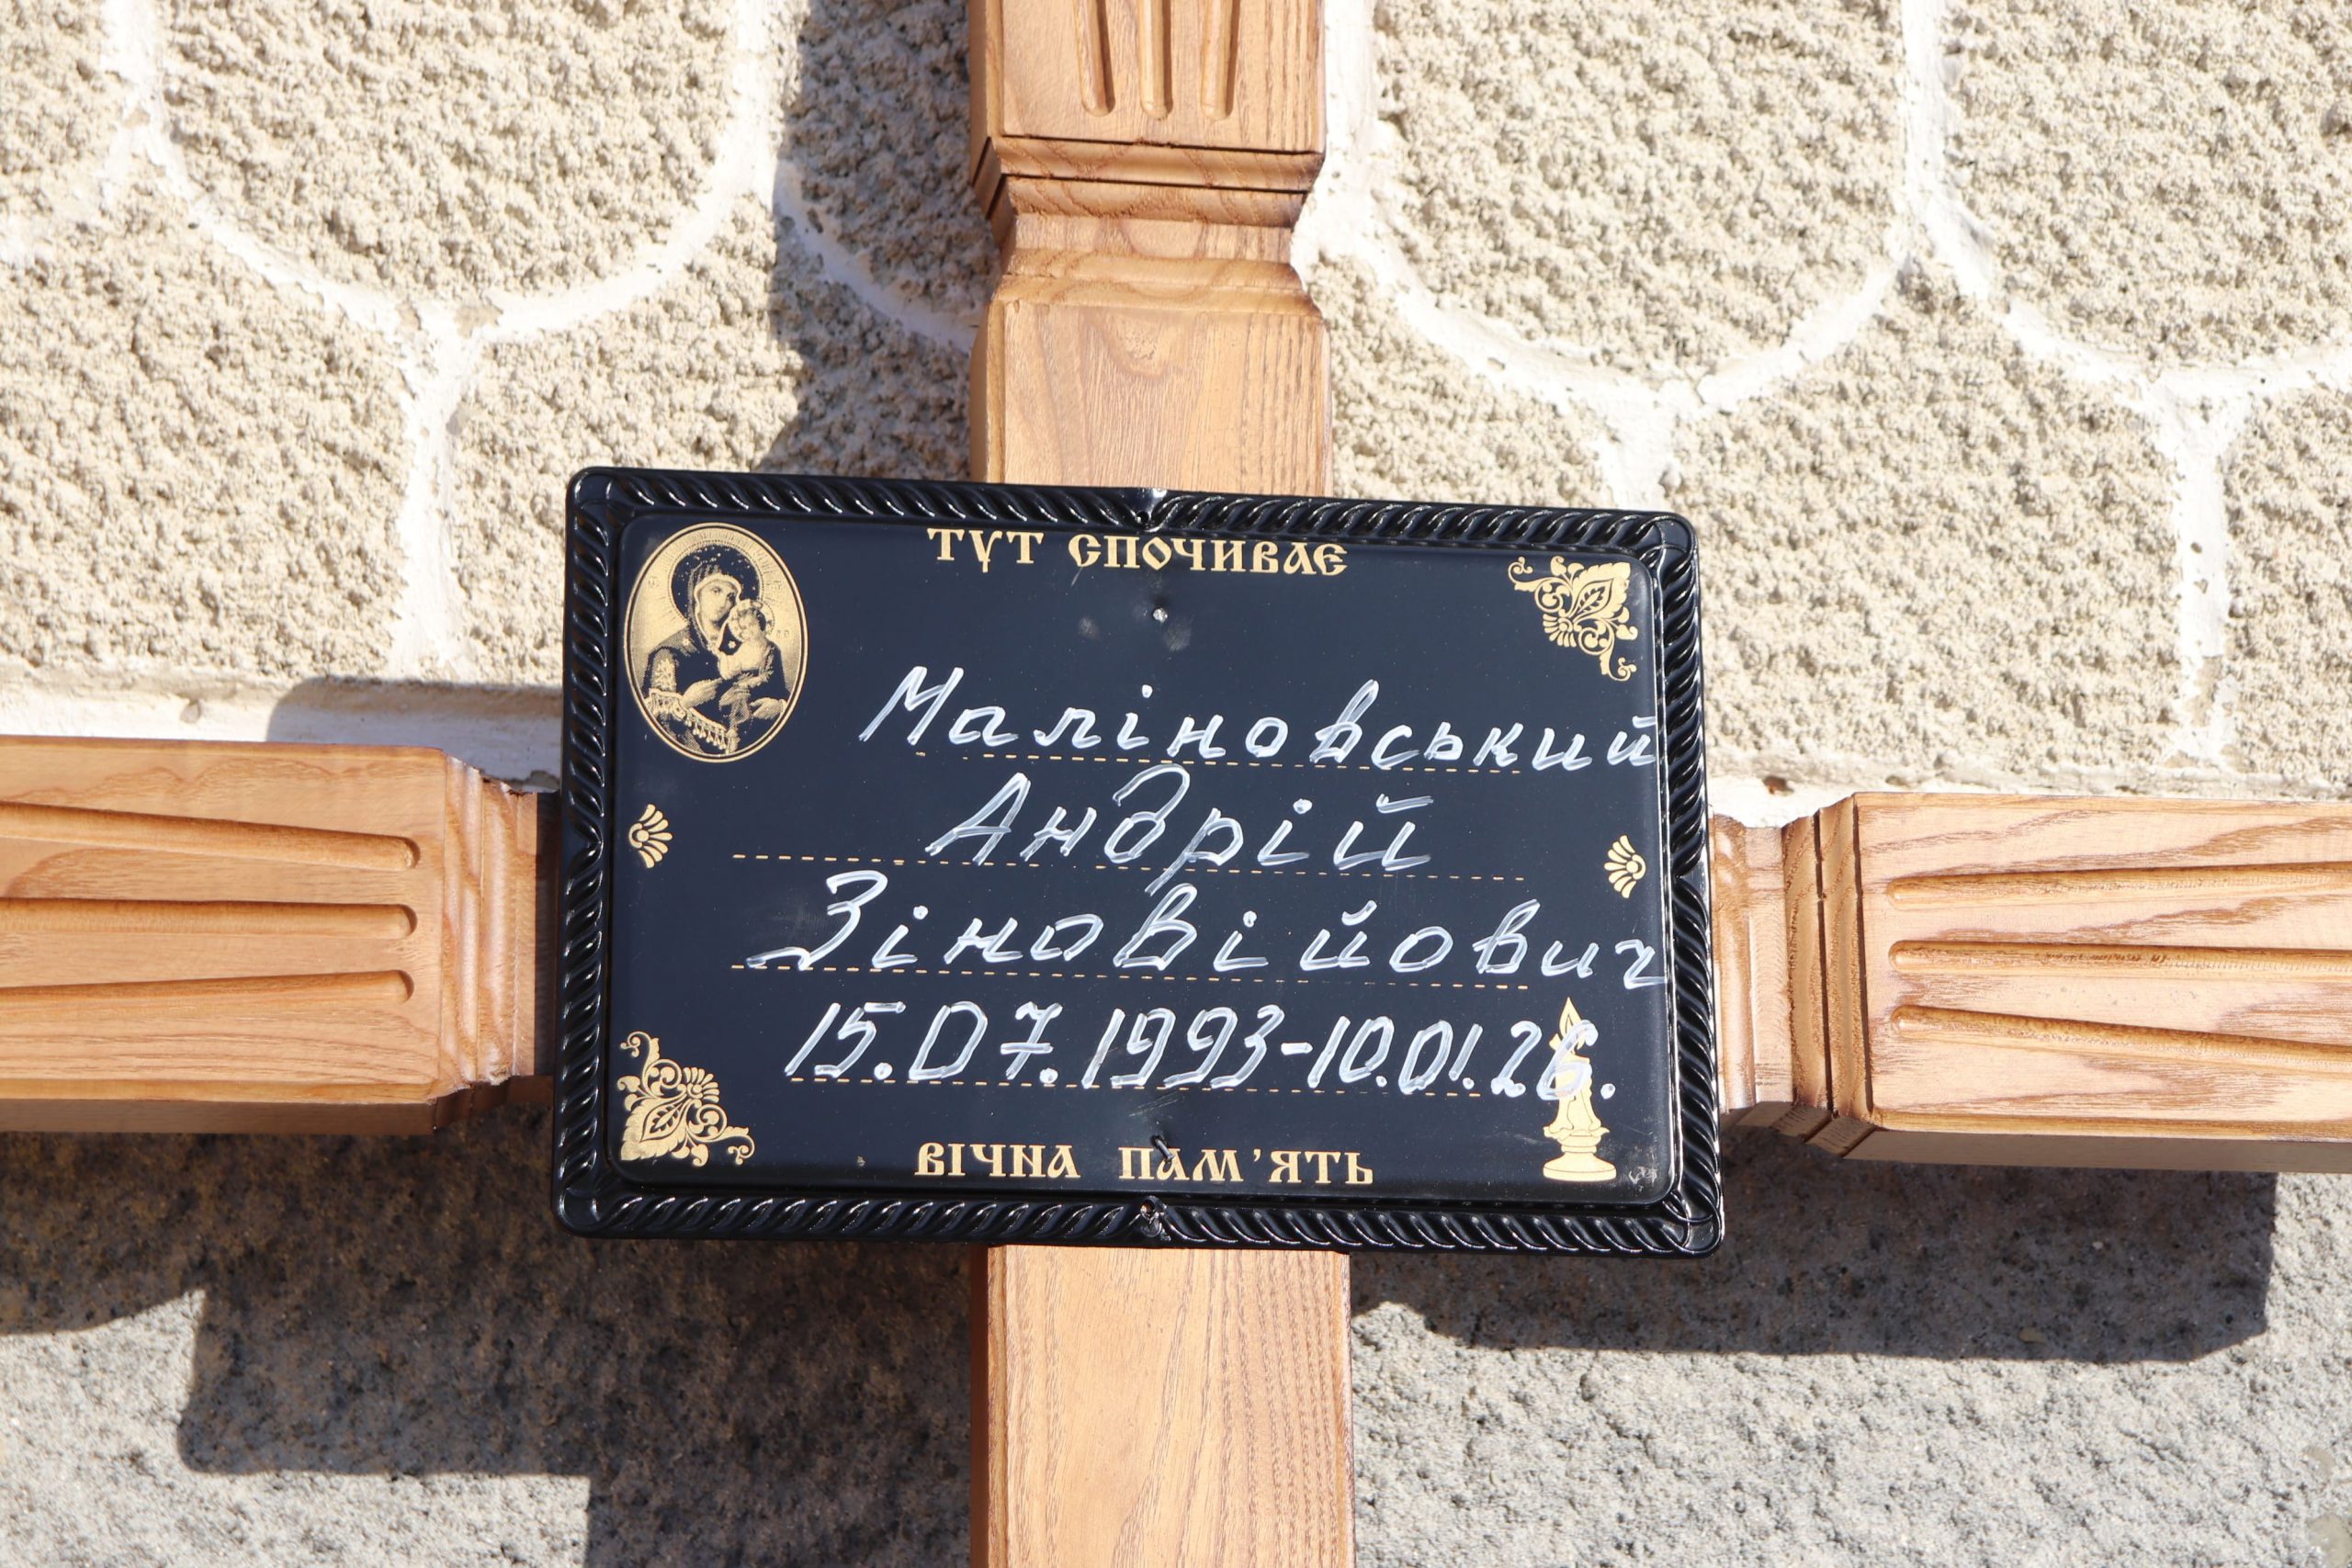 ТУТ СПОЧИВАЄ
Маліновський
Андрій
Зіновійович
15.07.1993-10.01.26.
ВІЧНА ПАМ'ЯТЬ